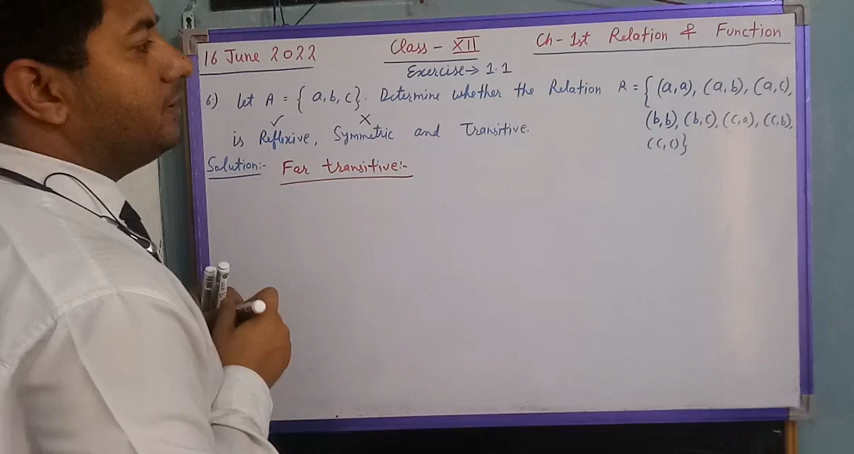 16 June 2022 Class - XII Ch - 1st Relation & Function
Exercise → 1.1
6) Let A = { a, b, c }. Determine whether the Relation R = { (a,a), (a,b), (a,c),
(b,b), (b,c), (c,a), (c,b),
(c,c)}
✓ ×
is Reflexive, Symmetric and Transitive.
Solution:- For transitive:-